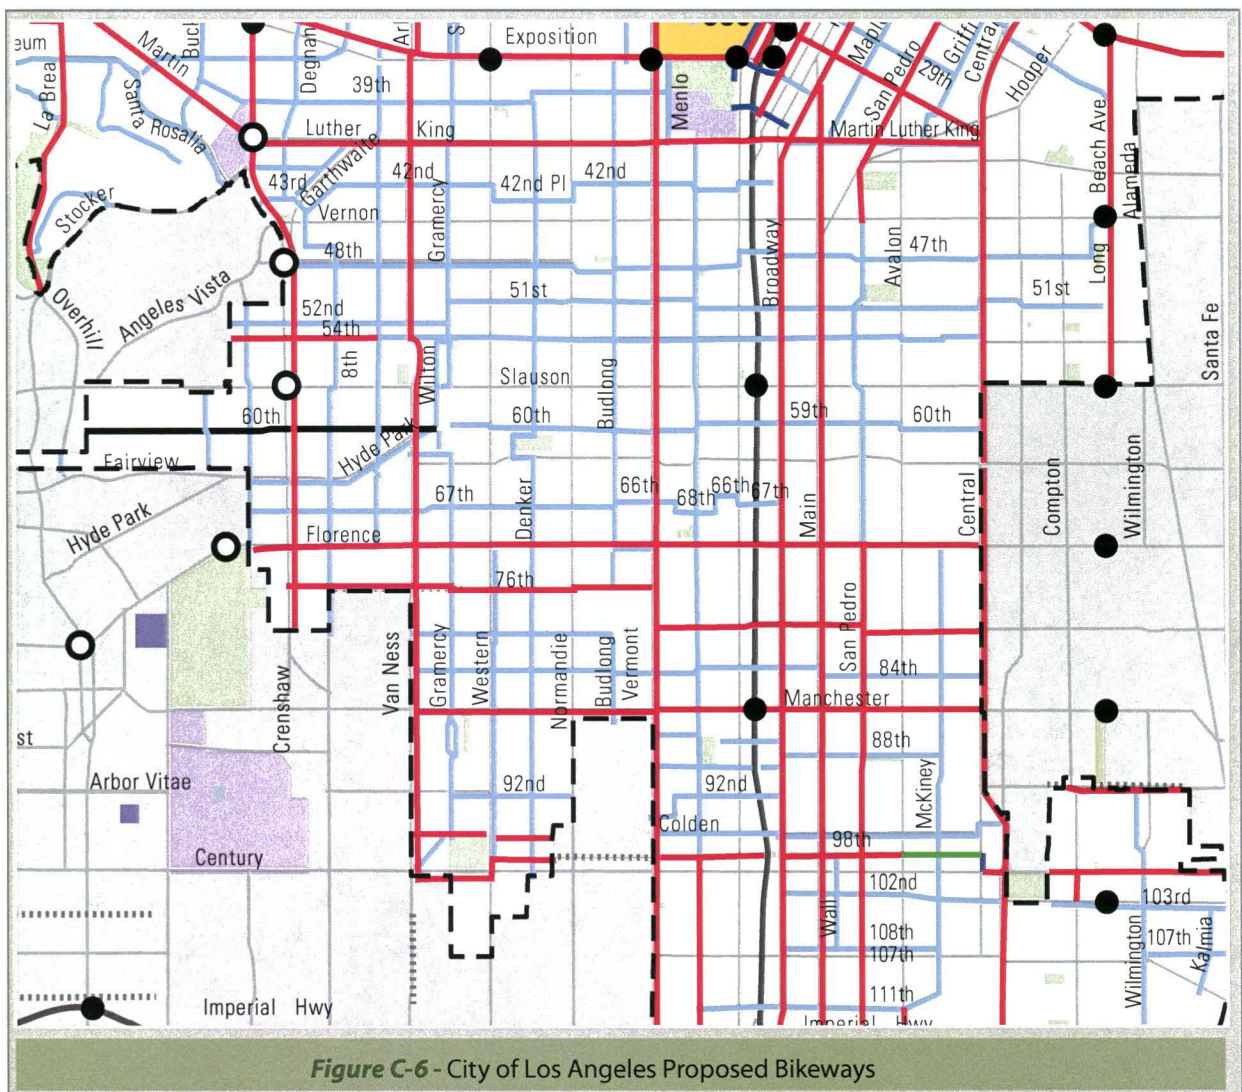 Exposition
Martin
Buck
Degnan
Arl
S
Maple
San Pedro
Griffi
Central
29th
Hooper
eum
La Brea
39th
Menlo
Santa Rosalia
Luther
King
Martin Luther King
Beach Ave
Alameda
Garthwaite
43rd
42nd
42nd Pl
42nd
Stocker
Vernon
Gramercy
Broadway
Avalon
47th
48th
Long
Angeles Vista
Overhill
52nd
51st
51st
Santa Fe
54th
8th
Wilton
Slauson
Budlong
60th
60th
59th
60th
Hyde Park
Fairview
Hyde Park
67th
Denker
66th
68th
66th
67th
Main
Central
Compton
Wilmington
Florence
76th
San Pedro
Crenshaw
Van Ness
Gramercy
Western
Normandie
Budlong
Vermont
84th
Manchester
st
88th
Arbor Vitae
92nd
92nd
McKinney
Colden
98th
Century
102nd
103rd
Wall
108th
107th
Wilmington
107th
Kalmia
111th
Imperial Hwy
Imperial Hwy
Figure C-6 - City of Los Angeles Proposed Bikeways